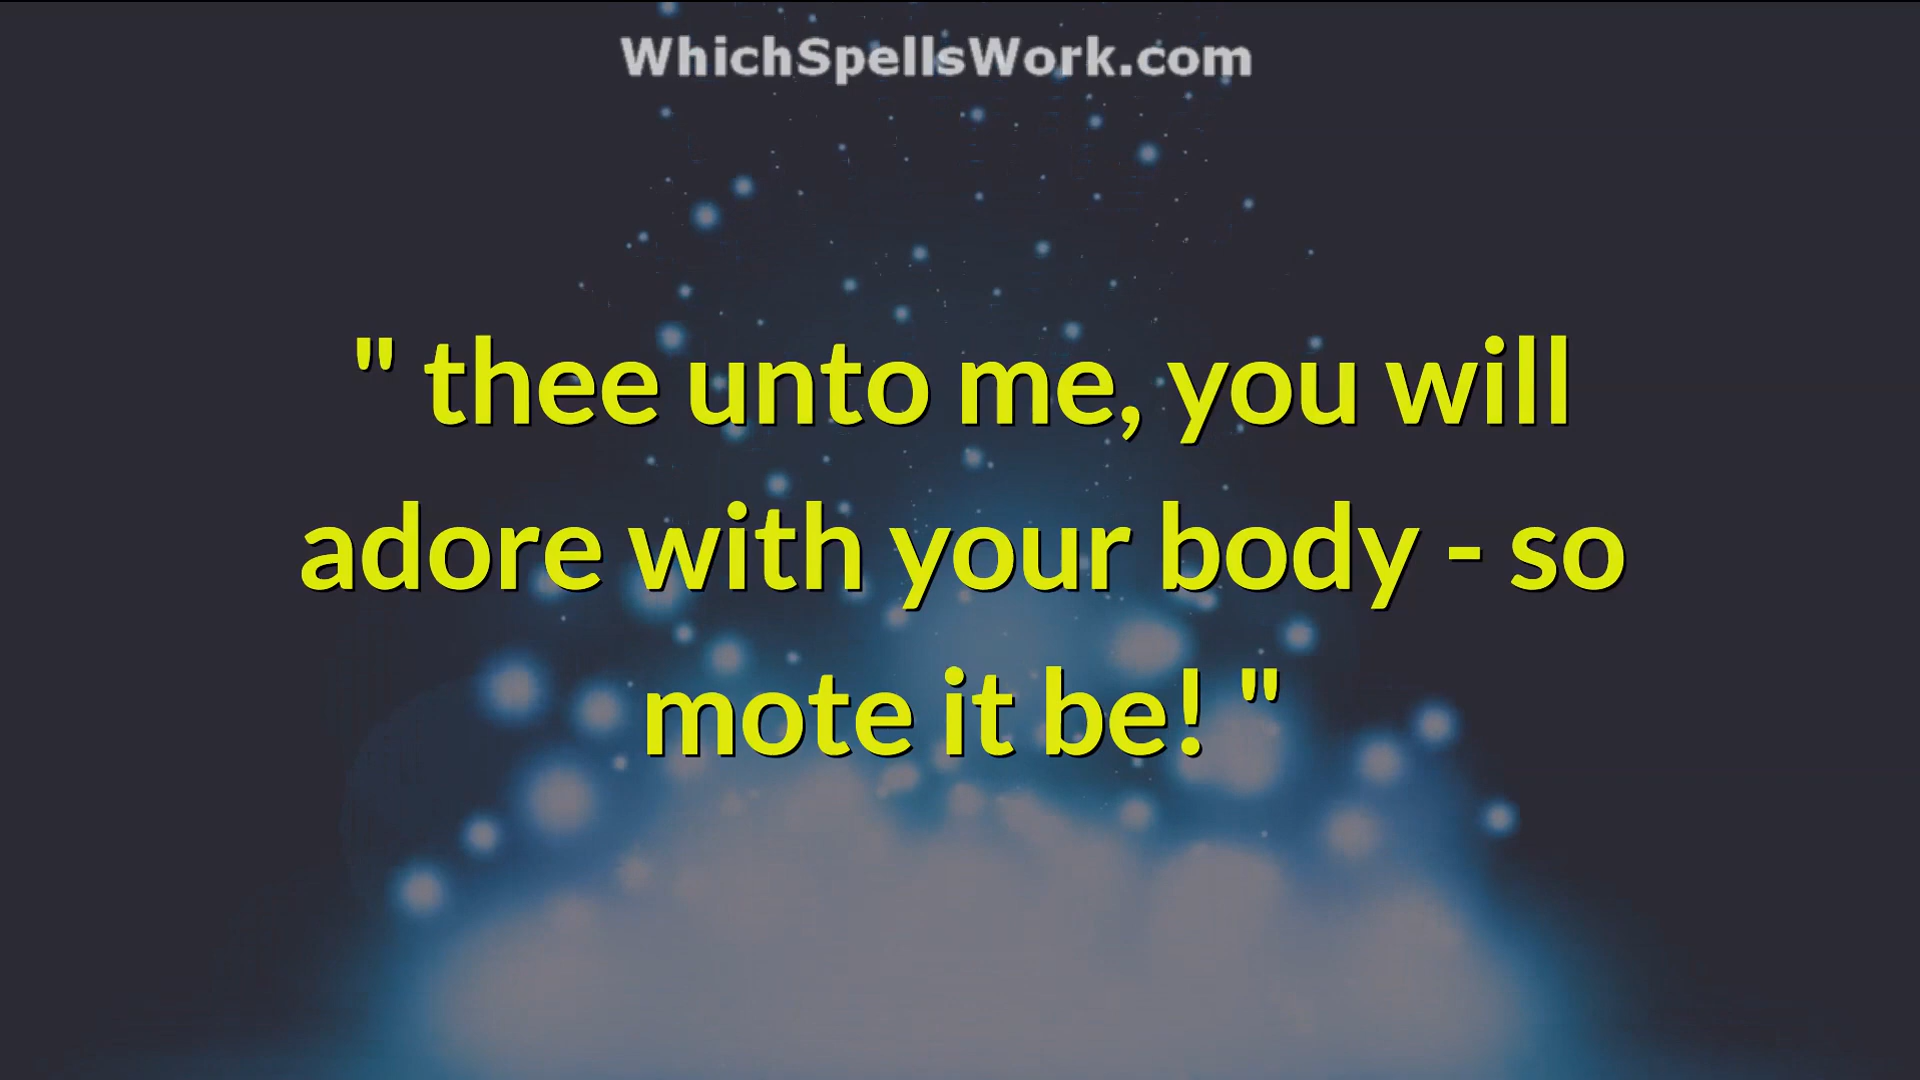 WhichSpellsWork.com
" thee unto me, you will
adore with your body - so
mote it be! "